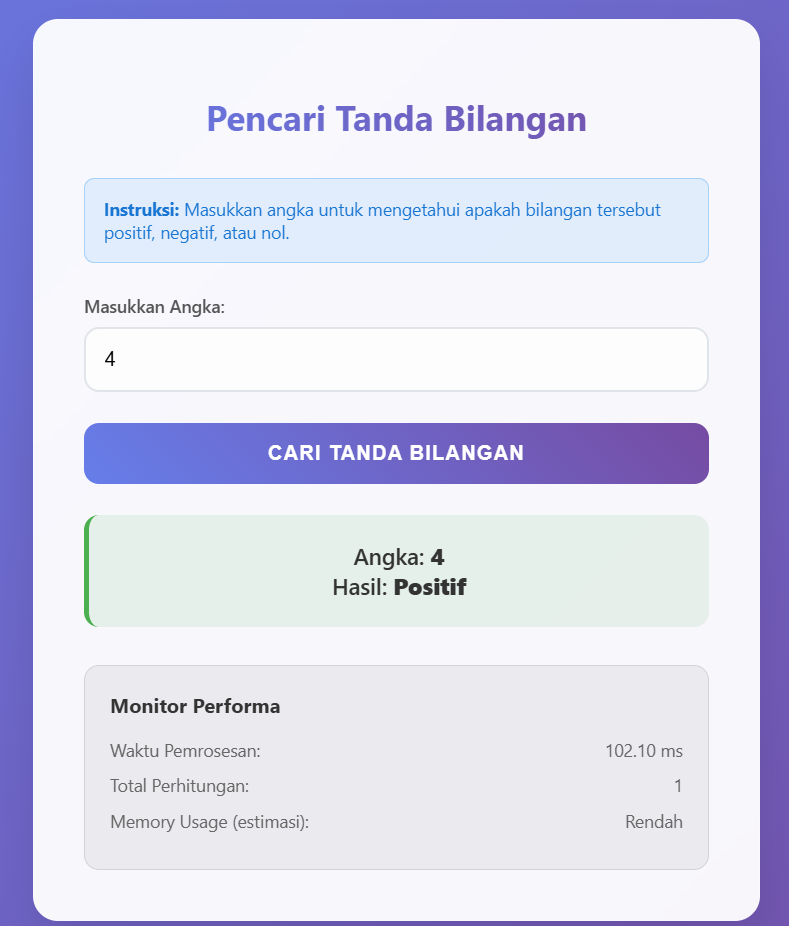 Pencari Tanda Bilangan
Instruksi: Masukkan angka untuk mengetahui apakah bilangan tersebut
positif, negatif, atau nol.
Masukkan Angka:
4
CARI TANDA BILANGAN
Angka: 4
Hasil: Positif
Monitor Performa
Waktu Pemrosesan: 102.10 ms
Total Perhitungan: 1
Memory Usage (estimasi): Rendah